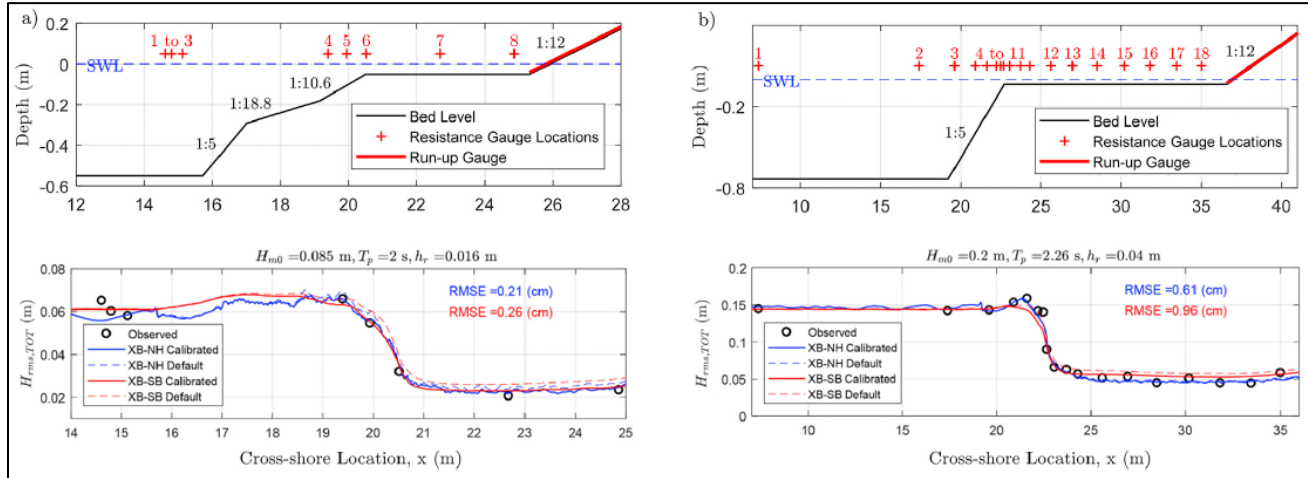 a)
0.2
0
-0.2
-0.4
-0.6
Depth (m)
SWL
1 to 3
4
5
6
7
8
1:12
1:10.6
1:18.8
1:5
Bed Level
Resistance Gauge Locations
Run-up Gauge
12 14 16 18 20 22 24 26 28
H_{m0} =0.085 m, T_p =2 s, h_r =0.016 m
0.08
0.06
0.04
0.02
H_{rms,TOT} (m)
RMSE =0.21 (cm)
RMSE =0.26 (cm)
Observed
XB-NH Calibrated
XB-NH Default
XB-SB Calibrated
XB-SB Default
14 15 16 17 18 19 20 21 22 23 24 25
Cross-shore Location, x (m)
b)
-0.2
-0.8
Depth (m)
SWL
1
2
3
4 to 11
12
13
14
15
16
17
18
1:12
1:5
Bed Level
Resistance Gauge Locations
Run-up Gauge
10 15 20 25 30 35 40
H_{m0} =0.2 m, T_p =2.26 s, h_r =0.04 m
0.2
0.15
0.1
0.05
0
H_{rms,TOT} (m)
RMSE =0.61 (cm)
RMSE =0.96 (cm)
Observed
XB-NH Calibrated
XB-NH Default
XB-SB Calibrated
XB-SB Default
10 15 20 25 30 35
Cross-shore Location, x (m)